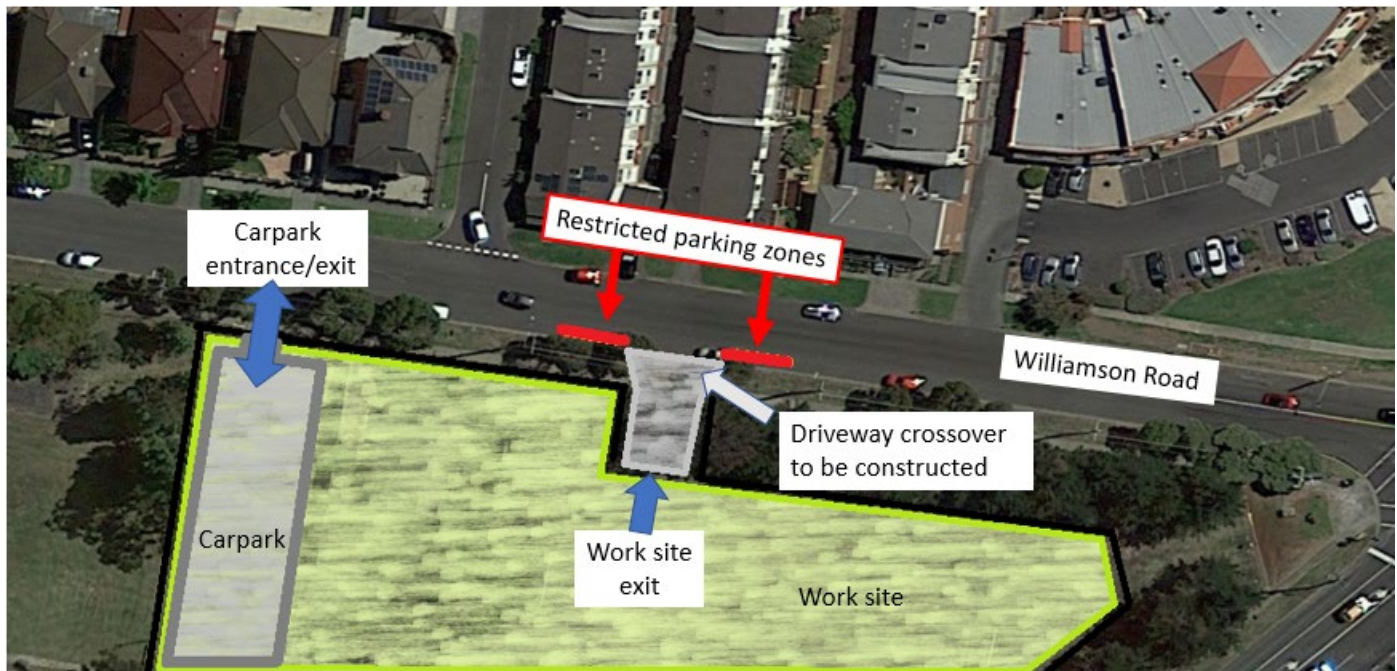 Restricted parking zones
Carpark
entrance/exit
Williamson Road
Driveway crossover
to be constructed
Carpark
Work site
exit
Work site